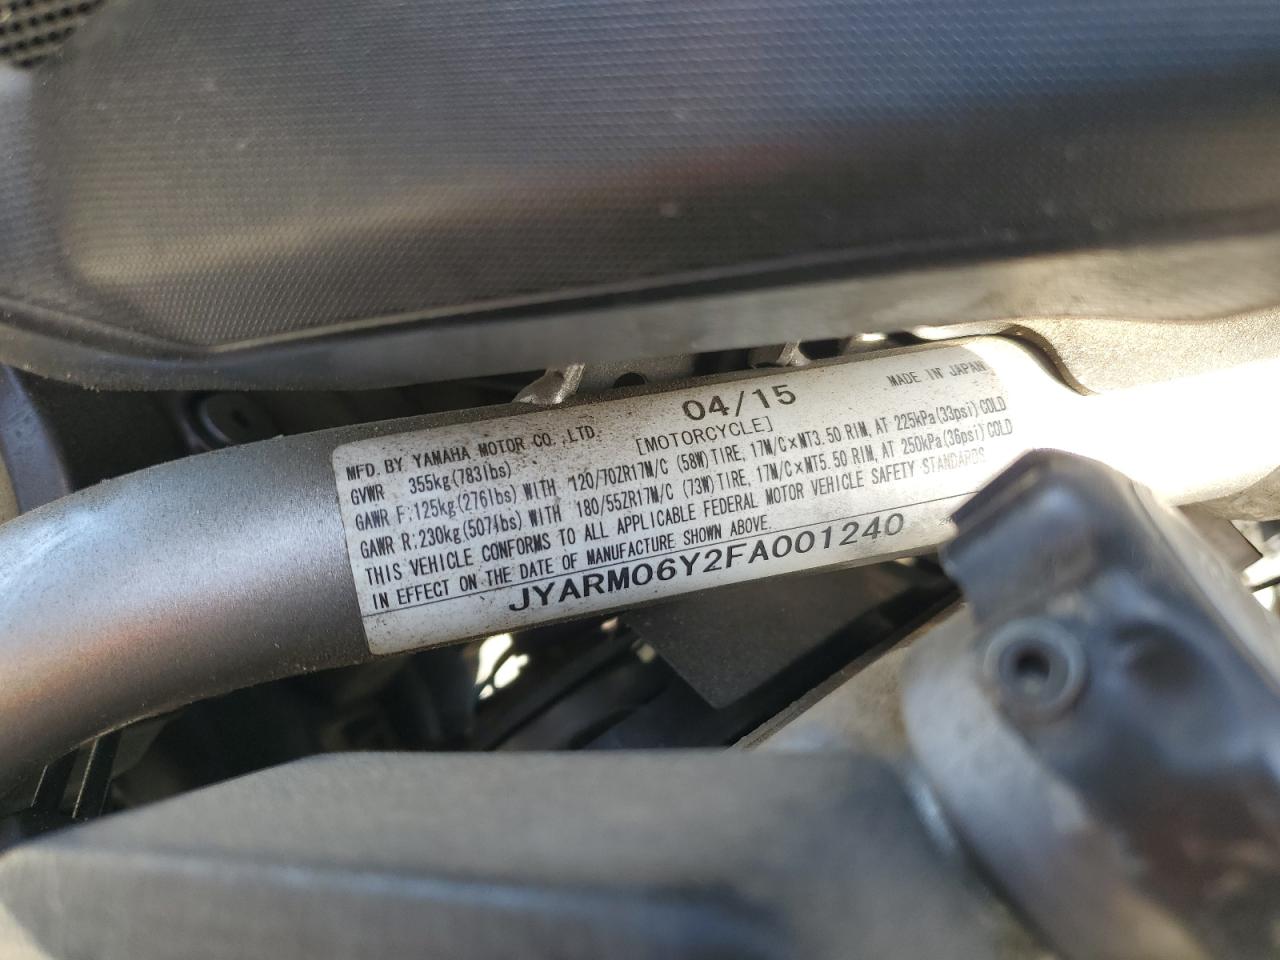 04/15
MADE IN JAPAN
MFD. BY YAMAHA MOTOR CO.,LTD. [MOTORCYCLE]
GVWR 355kg(783lbs)
GAWR F:125kg(276lbs) WITH 120/70ZR17M/C (58W)TIRE, 17M/C×MT3.50 RIM, AT 225kPa(33psi)COLD
GAWR R:230kg(507lbs) WITH 180/55ZR17M/C (73W)TIRE, 17M/C×MT5.50 RIM, AT 250kPa(36psi)COLD
THIS VEHICLE CONFORMS TO ALL APPLICABLE FEDERAL MOTOR VEHICLE SAFETY STANDARDS
IN EFFECT ON THE DATE OF MANUFACTURE SHOWN ABOVE.
JYARM06Y2FA001240